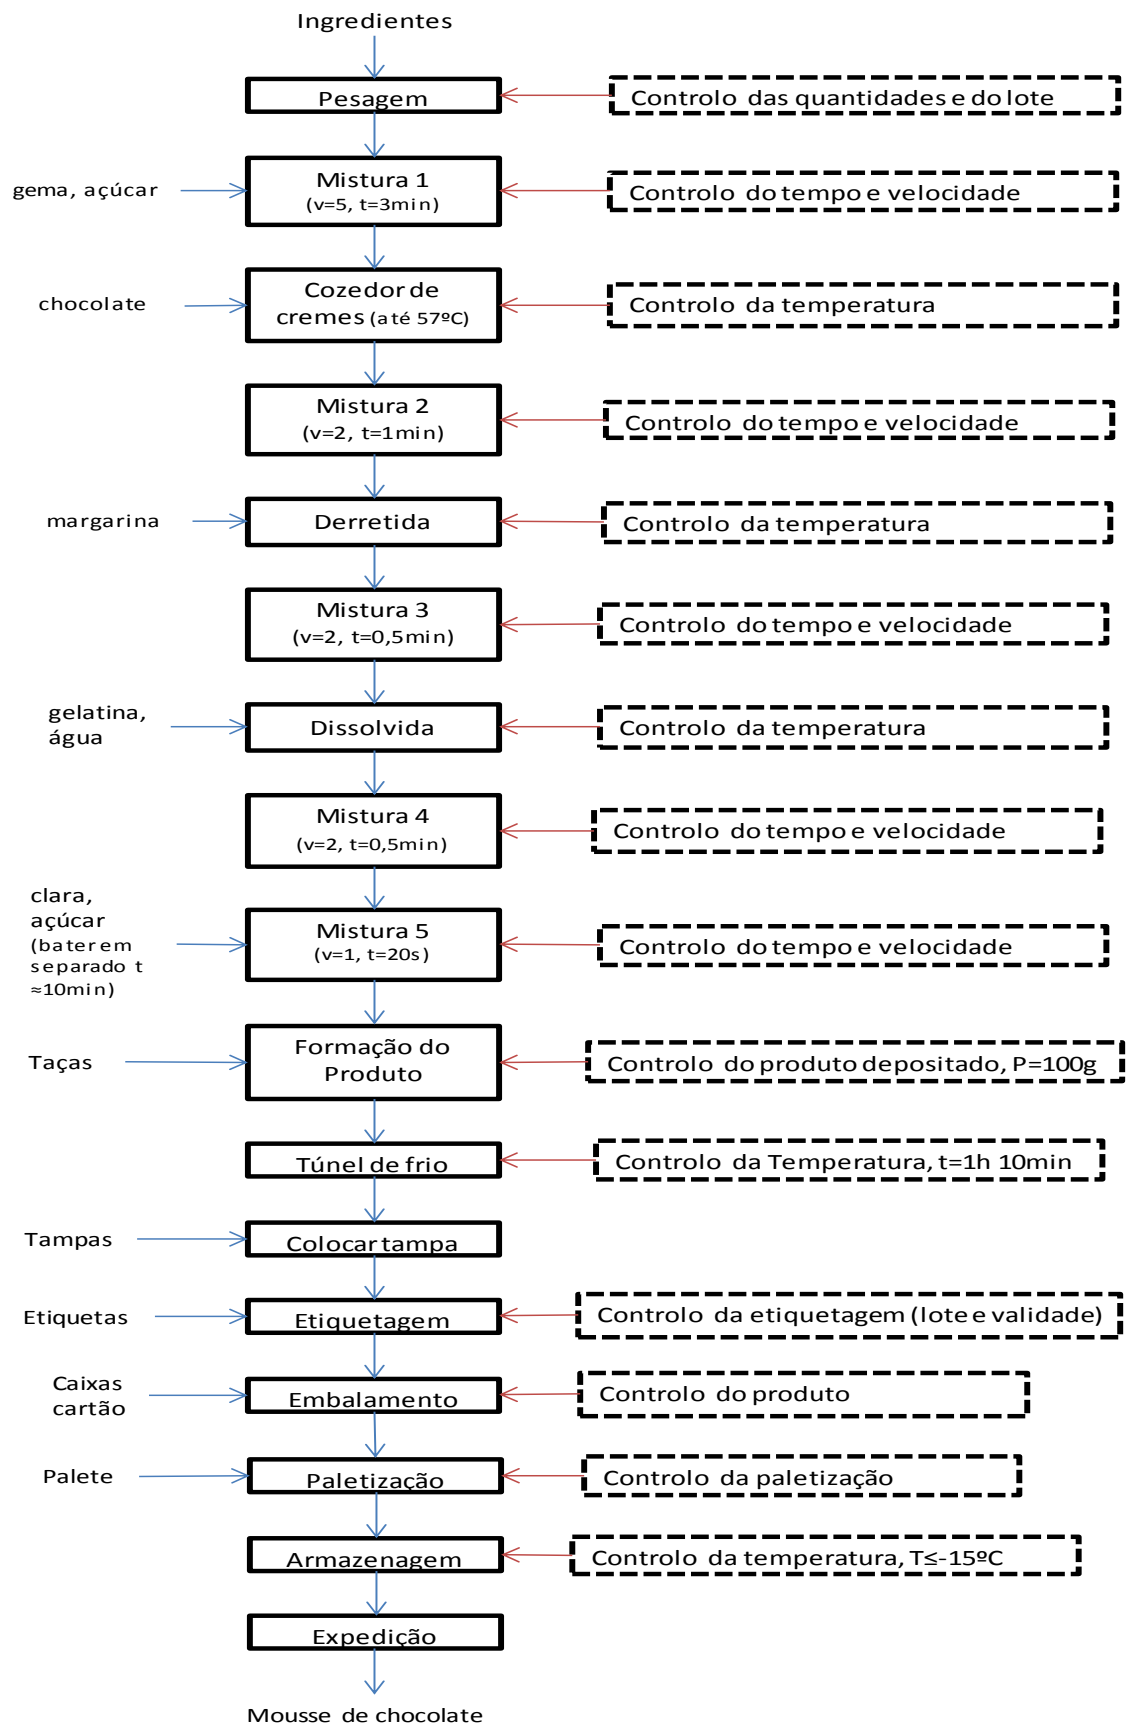 Ingredientes
Pesagem
Controlo das quantidades e do lote
gema, açúcar
Mistura 1
(v=5, t=3min)
Controlo do tempo e velocidade
chocolate
Cozedor de
cremes (até 57ºC)
Controlo da temperatura
Mistura 2
(v=2, t=1min)
Controlo do tempo e velocidade
margarina
Derretida
Controlo da temperatura
Mistura 3
(v=2, t=0,5min)
Controlo do tempo e velocidade
gelatina,
água
Dissolvida
Controlo da temperatura
Mistura 4
(v=2, t=0,5min)
Controlo do tempo e velocidade
clara,
açúcar
(bater em
separado t
≈10min)
Mistura 5
(v=1, t=20s)
Controlo do tempo e velocidade
Taças
Formação do
Produto
Controlo do produto depositado, P=100g
Túnel de frio
Controlo da Temperatura, t=1h 10min
Tampas
Colocar tampa
Etiquetas
Etiquetagem
Controlo da etiquetagem (lote e validade)
Caixas
cartão
Embalamento
Controlo do produto
Palete
Paletização
Controlo da paletização
Armazenagem
Controlo da temperatura, T≤-15ºC
Expedição
Mousse de chocolate